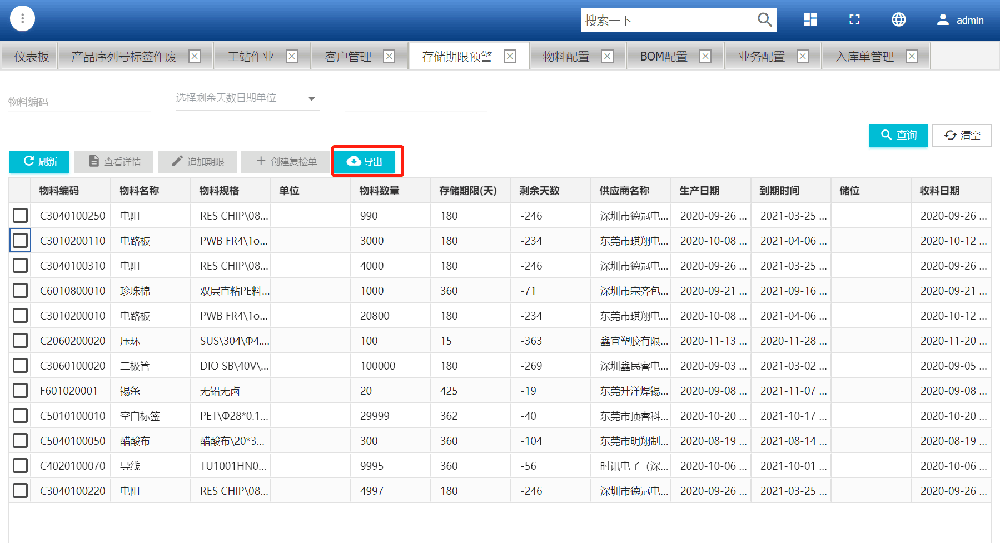 搜索一下 admin
仪表板 产品序列号标签作废 工站作业 客户管理 存储期限预警 物料配置 BOM配置 业务配置 入库单管理
物料编码 选择剩余天数日期单位
查询 清空
刷新 查看详情 追加期限 创建复检单 导出
物料编码 物料名称 物料规格 单位 物料数量 存储期限(天) 剩余天数 供应商名称 生产日期 到期时间 储位 收料日期
C3040100250 电阻 RES CHIP\08... 990 180 -246 深圳市德冠电... 2020-09-26 ... 2021-03-25 ... 2020-09-26 ...
C3010200110 电路板 PWB FR4\1o... 3000 180 -234 东莞市琪翔电... 2020-10-08 ... 2021-04-06 ... 2020-10-12 ...
C3040100310 电阻 RES CHIP\08... 4000 180 -246 深圳市德冠电... 2020-09-26 ... 2021-03-25 ... 2020-09-26 ...
C6010800010 珍珠棉 双层直粘PE料... 1000 360 -71 深圳市宗齐包... 2020-09-21 ... 2021-09-16 ... 2020-09-21 ...
C3010200010 电路板 PWB FR4\1o... 20800 180 -234 东莞市琪翔电... 2020-10-08 ... 2021-04-06 ... 2020-10-12 ...
C2060200020 压环 SUS\304\Φ4.... 100 15 -363 鑫宜塑胶有限... 2020-11-13 ... 2020-11-28 ... 2020-11-20 ...
C3060100020 二极管 DIO SB\40V\... 100000 180 -269 深圳鑫民睿电... 2020-09-03 ... 2021-03-02 ... 2020-09-05 ...
F601020001 锡条 无铅无卤 20 425 -19 东莞升洋焊锡... 2020-09-08 ... 2021-11-07 ... 2020-09-08 ...
C5010100010 空白标签 PET\Φ28*0.1... 29999 362 -40 东莞市顶睿科... 2020-10-20 ... 2021-10-17 ... 2020-10-20 ...
C5040100050 醋酸布 醋酸布\20*3... 300 360 -104 东莞市明翔制... 2020-08-19 ... 2021-08-14 ... 2020-08-19 ...
C4020100070 导线 TU1001HN0... 9995 360 -56 时讯电子（深... 2020-10-06 ... 2021-10-01 ... 2020-10-06 ...
C3040100220 电阻 RES CHIP\08... 4997 180 -246 深圳市德冠电... 2020-09-26 ... 2021-03-25 ... 2020-09-26 ...